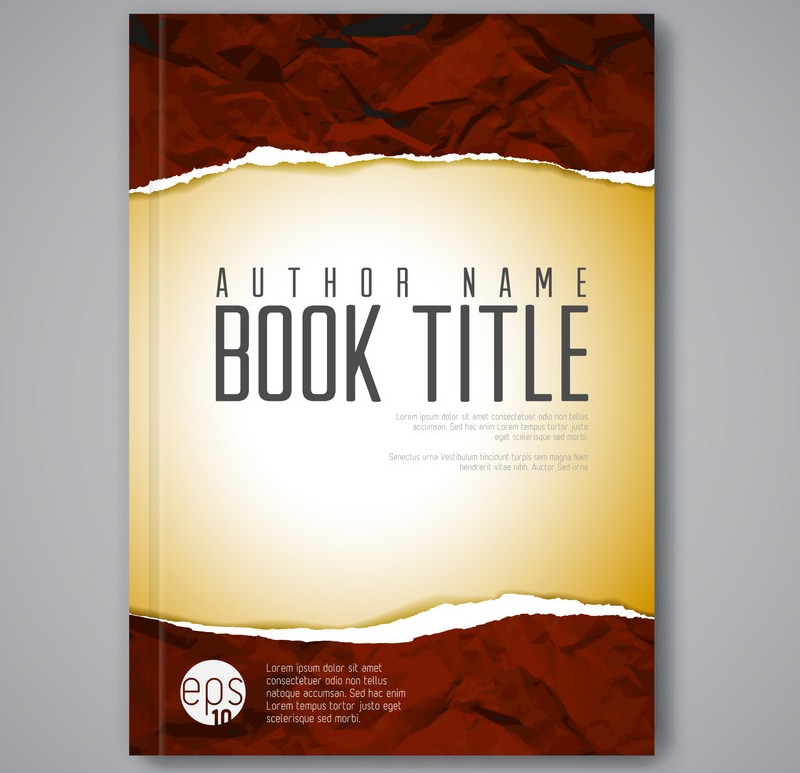 AUTHOR NAME
BOOK TITLE
Lorem ipsum dolor sit amet consectetuer odio non tellus
accumsan. Sed hac enim Lorem tempus tortor justo
eget scelerisque sed morbi.
Senectus urna Vestibulum tincidunt turpis sem magna Nam
hendrerit vitae nibh. Auctor Sed urna
eps
10
Lorem ipsum dolor sit amet
consectetuer odio non tellus
natoque accumsan. Sed hac enim
Lorem tempus tortor justo eget
scelerisque sed morbi.